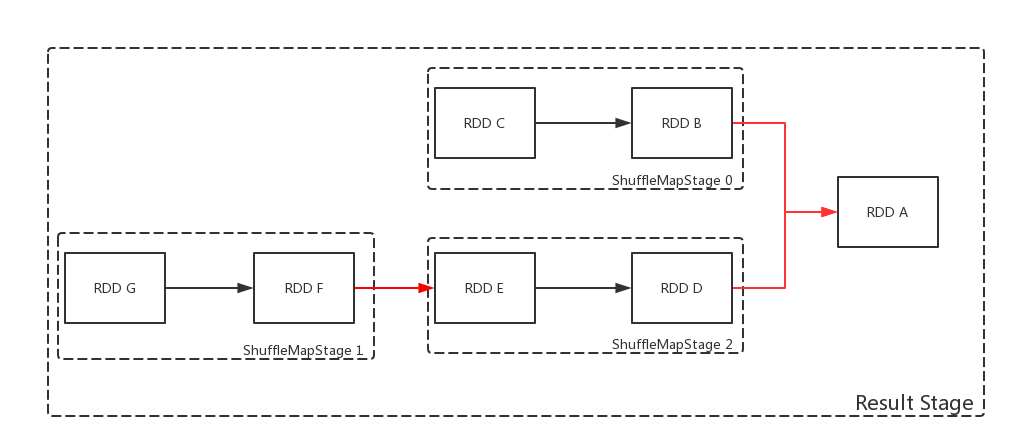 RDD C
RDD B
ShuffleMapStage 0
RDD A
RDD G
RDD F
ShuffleMapStage 1
RDD E
RDD D
ShuffleMapStage 2
Result Stage